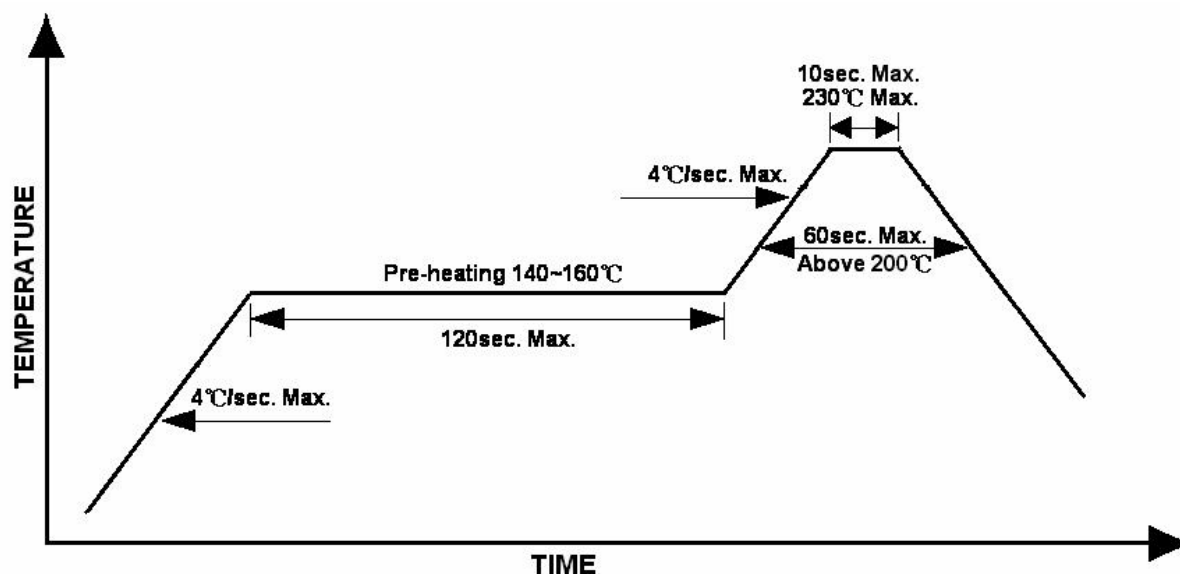 10sec. Max.
230℃ Max.
4℃/sec. Max.
60sec. Max.
Above 200℃
Pre-heating 140~160℃
120sec. Max.
4℃/sec. Max.
TEMPERATURE
TIME